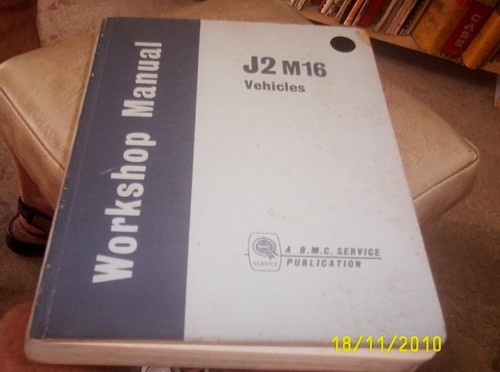 Workshop Manual
J2 M16
Vehicles
SERVICE
A B.M.C. SERVICE
PUBLICATION
18/11/2010